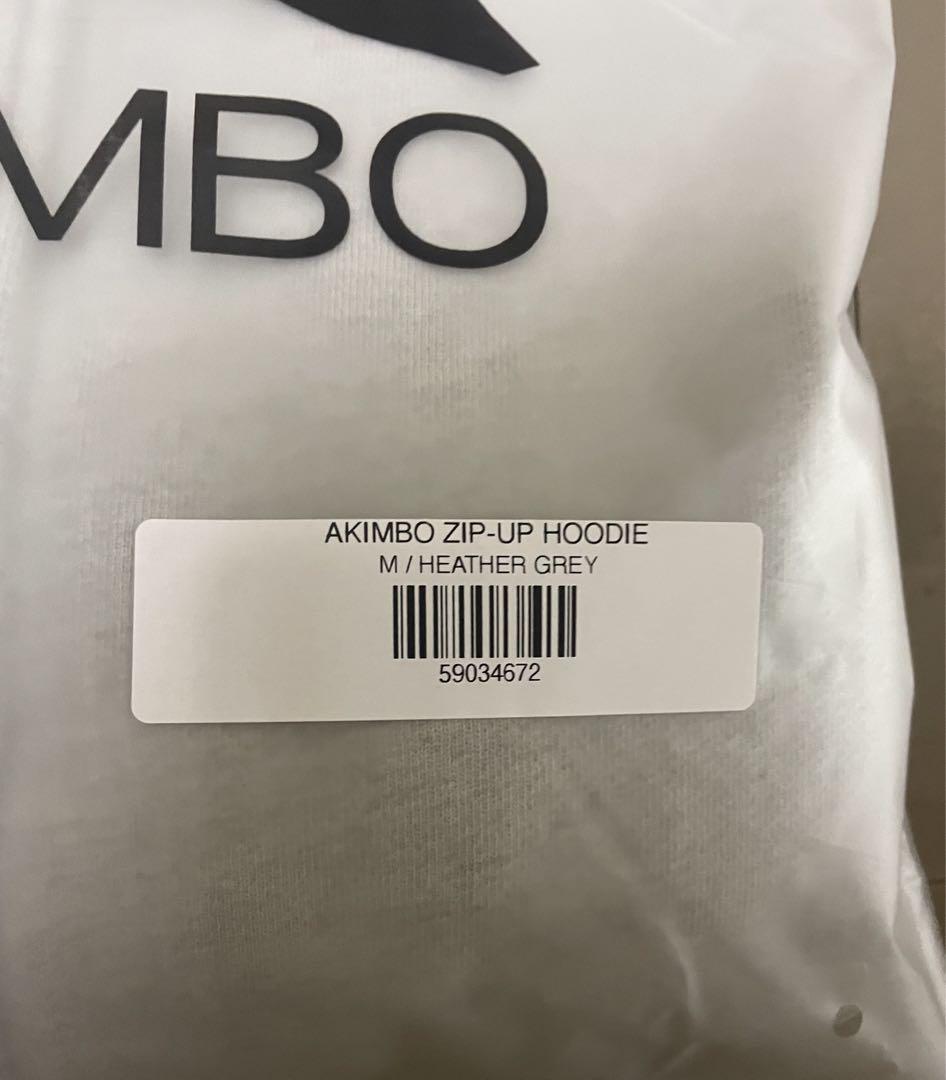 MBO
AKIMBO ZIP-UP HOODIE
M / HEATHER GREY
59034672